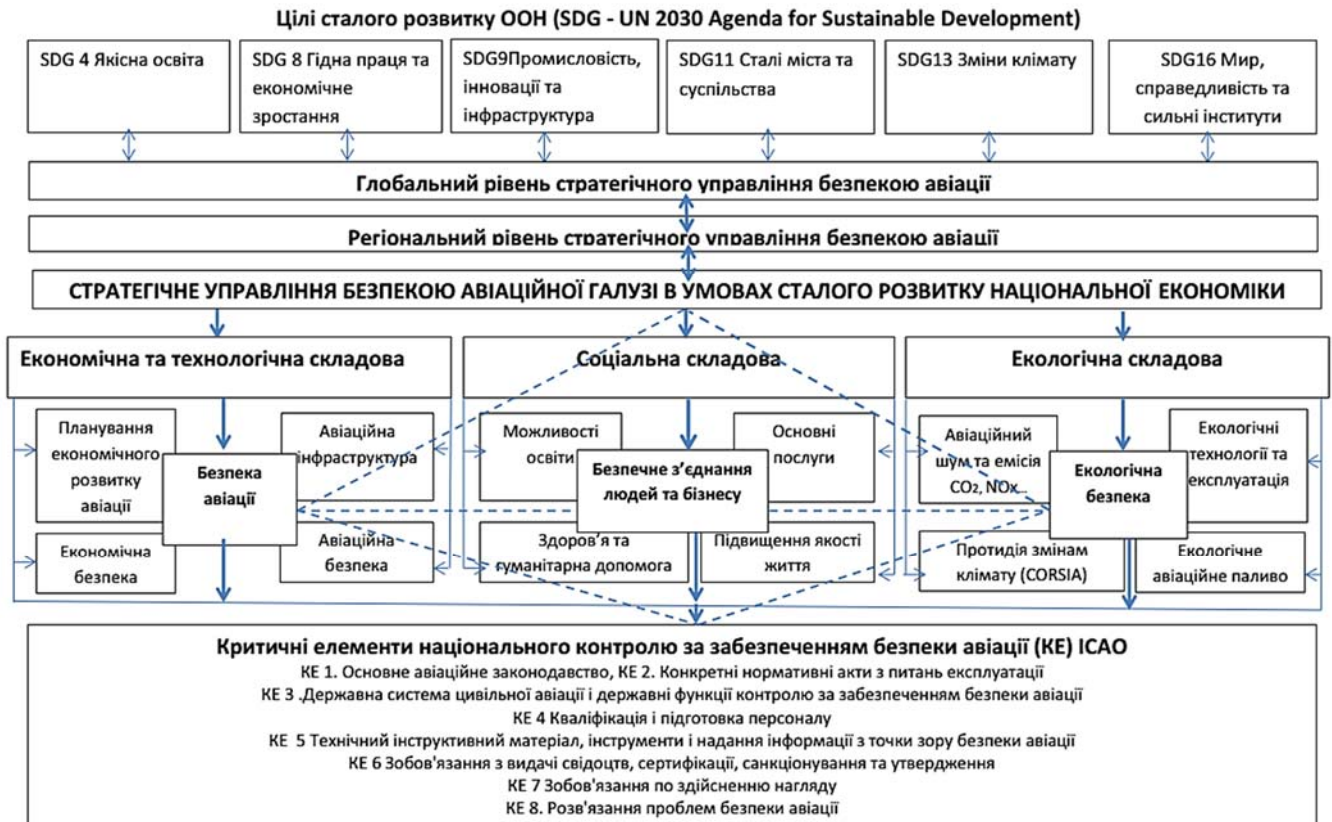 Цілі сталого розвитку ООН (SDG - UN 2030 Agenda for Sustainable Development)
SDG 4 Якісна освіта
SDG 8 Гідна праця та
економічне
зростання
SDG9Промисловість,
інновації та
інфраструктура
SDG11 Сталі міста та
суспільства
SDG13 Зміни клімату
SDG16 Мир,
справедливість та
сильні інститути
Глобальний рівень стратегічного управління безпекою авіації
Регіональний рівень стратегічного управління безпекою авіації
СТРАТЕГІЧНЕ УПРАВЛІННЯ БЕЗПЕКОЮ АВІАЦІЙНОЇ ГАЛУЗІ В УМОВАХ СТАЛОГО РОЗВИТКУ НАЦІОНАЛЬНОЇ ЕКОНОМІКИ
Економічна та технологічна складова
Планування
економічного
розвитку
авіації
Авіаційна
інфраструктура
Безпека
авіації
Економічна
безпека
Авіаційна
безпека
Соціальна складова
Можливості
освіти
Основні
послуги
Безпечне з’єднання
людей та бізнесу
Здоров’я та
гуманітарна допомога
Підвищення якості
життя
Екологічна складова
Авіаційний
шум та емісія
CO₂, NOx...
Екологічні
технології та
експлуатація
Екологічна
безпека
Протидія змінам
клімату (CORSIA)
Екологічне
авіаційне паливо
Критичні елементи національного контролю за забезпеченням безпеки авіації (КЕ) ІСАО
КЕ 1. Основне авіаційне законодавство, КЕ 2. Конкретні нормативні акти з питань експлуатації
КЕ 3 .Державна система цивільної авіації і державні функції контролю за забезпеченням безпеки авіації
КЕ 4 Кваліфікація і підготовка персоналу
КЕ 5 Технічний інструктивний матеріал, інструменти і надання інформації з точки зору безпеки авіації
КЕ 6 Зобов'язання з видачі свідоцтв, сертифікації, санкціонування та утвердження
КЕ 7 Зобов'язання по здійсненню нагляду
КЕ 8. Розв'язання проблем безпеки авіації